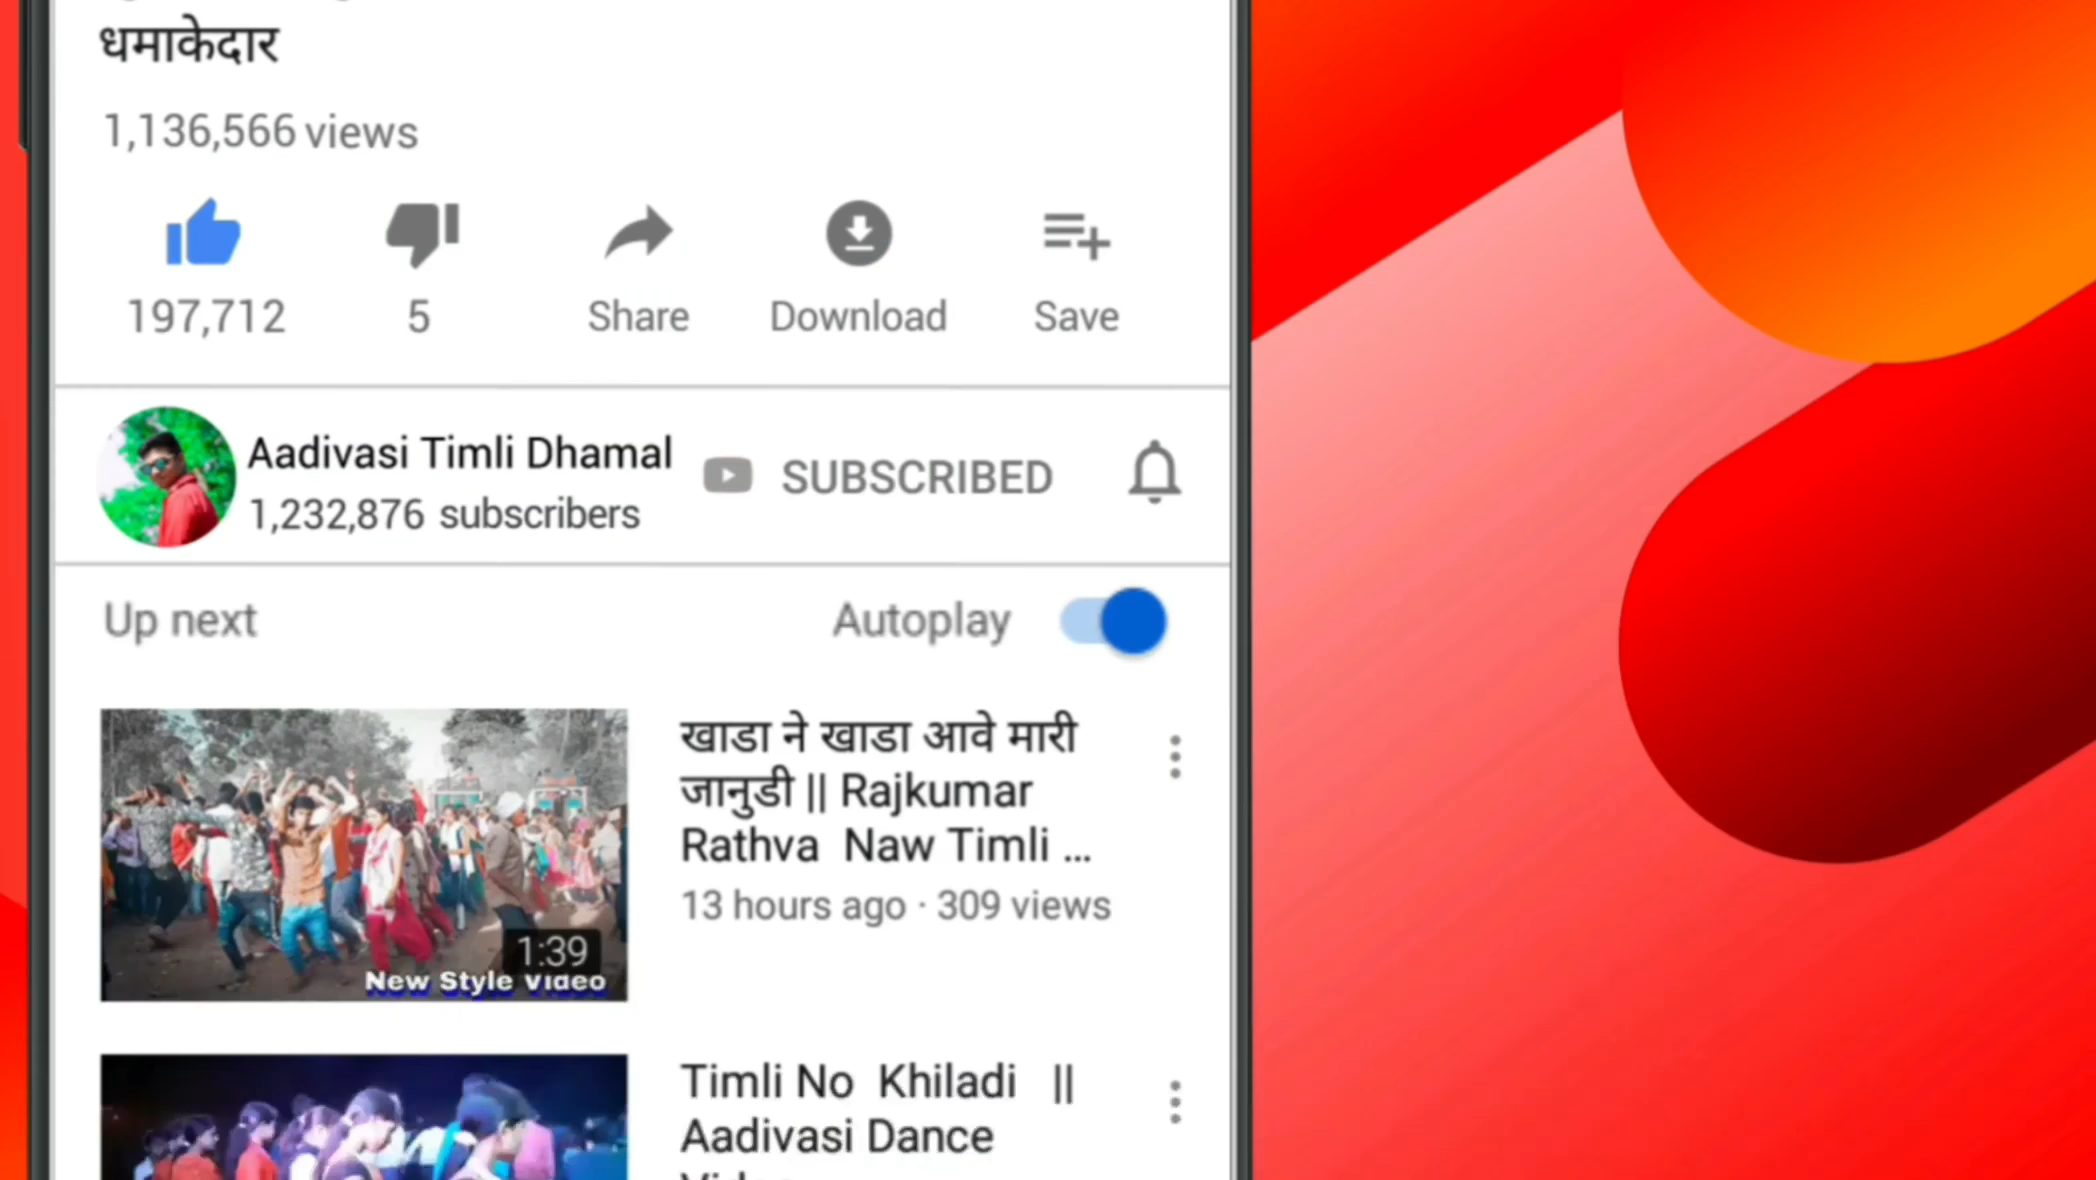 धमाकेदार
1,136,566 views
197,712 5 Share Download Save
Aadivasi Timli Dhamal
1,232,876 subscribers
SUBSCRIBED
Up next Autoplay
खाडा ने खाडा आवे मारी
जानुडी || Rajkumar
Rathva Naw Timli ...
13 hours ago · 309 views
1:39
New Style Video
Timli No Khiladi ||
Aadivasi Dance